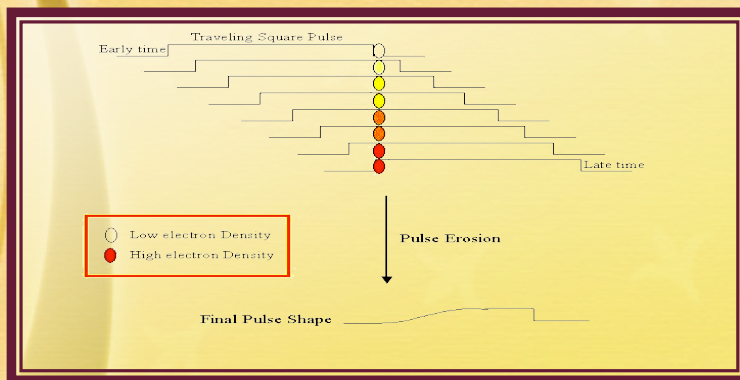 Traveling Square Pulse
Early time
Late time
Low electron Density
High electron Density
Pulse Erosion
Final Pulse Shape